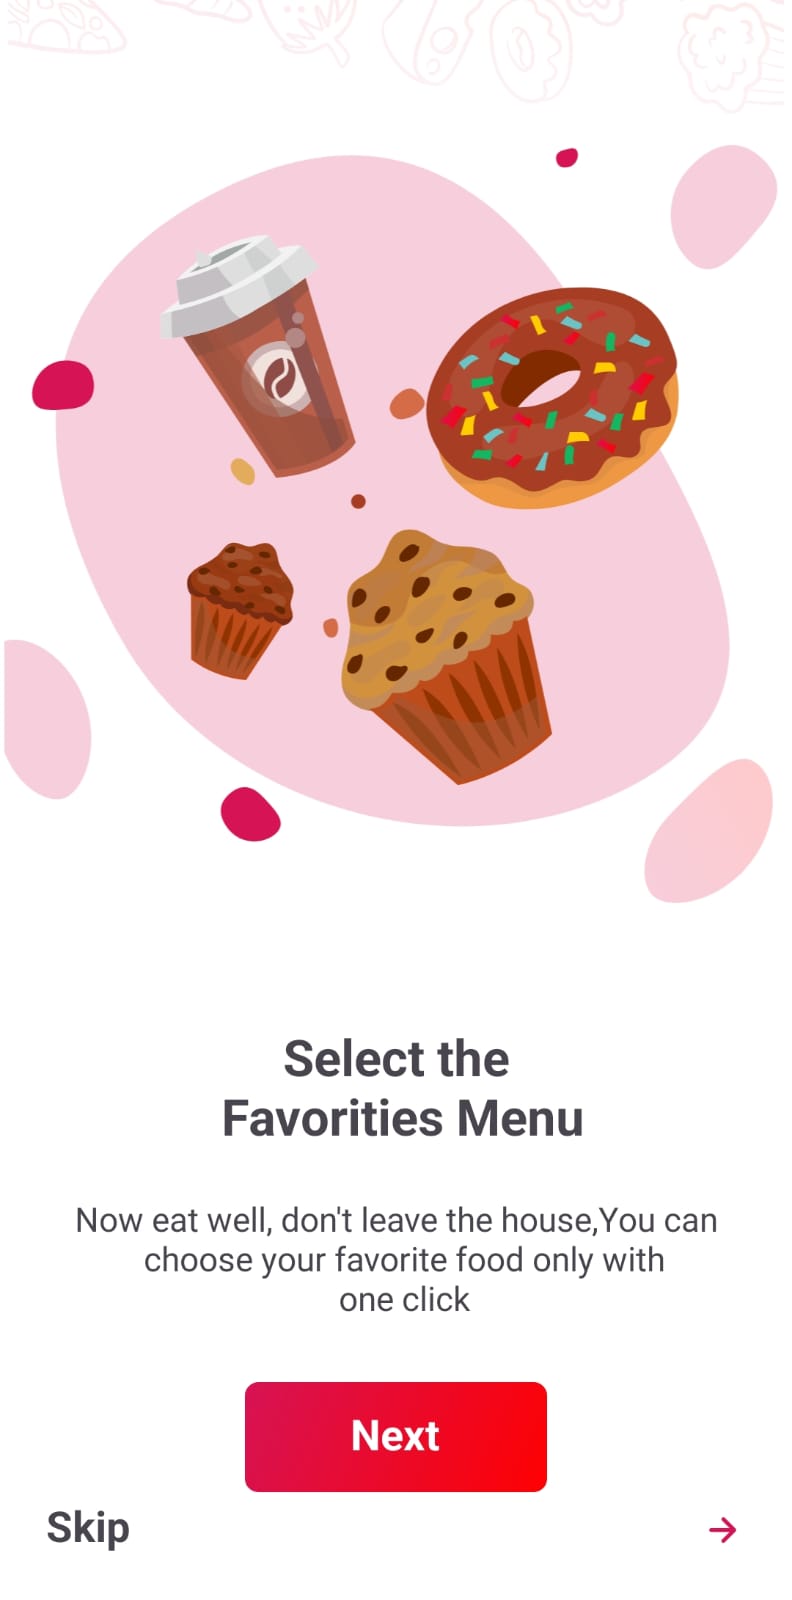 Select the
Favorities Menu
Now eat well, don't leave the house,You can
choose your favorite food only with
one click
Next
Skip